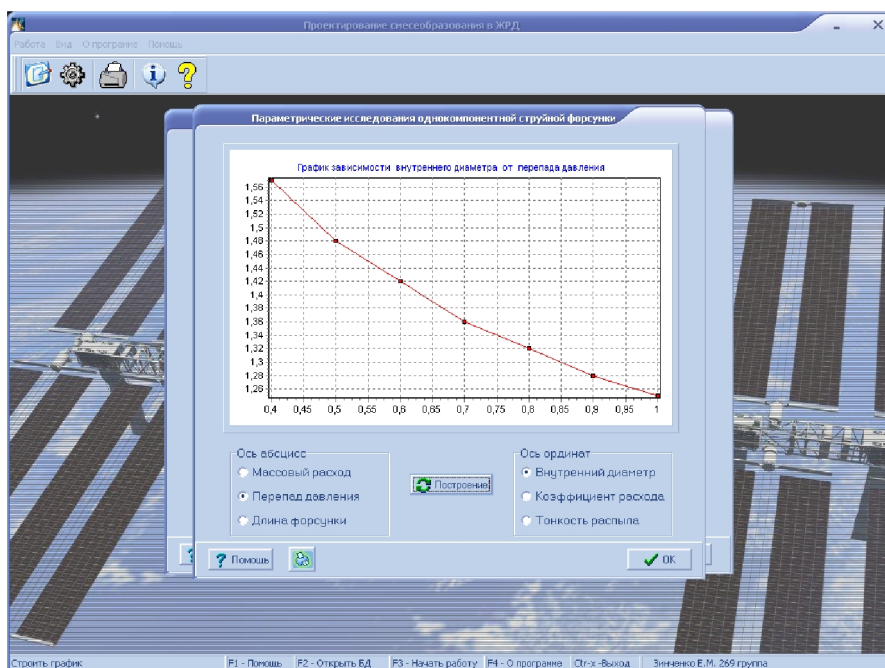 Проектирование смесеобразования в ЖРД
Работа Вид О програме Помощь
Параметрические исследования однокомпонентной струйной форсунки
График зависимости внутреннего диаметра от перепада давления
1,56
1,54
1,52
1,5
1,48
1,46
1,44
1,42
1,4
1,38
1,36
1,34
1,32
1,3
1,28
1,26
0,4 0,45 0,5 0,55 0,6 0,65 0,7 0,75 0,8 0,85 0,9 0,95 1
Ось абсцисс
Массовый расход
Перепад давления
Длина форсунки
Построение
Ось ординат
Внутренний диаметр
Коэффициент расхода
Тонкость распыла
? Помощь
OK
Строить график F1 - Помощь F2 - Открыть БД F3 - Начать работу F4 - О програме Ctr-x -Выход Зинченко Е.М. 269 группа